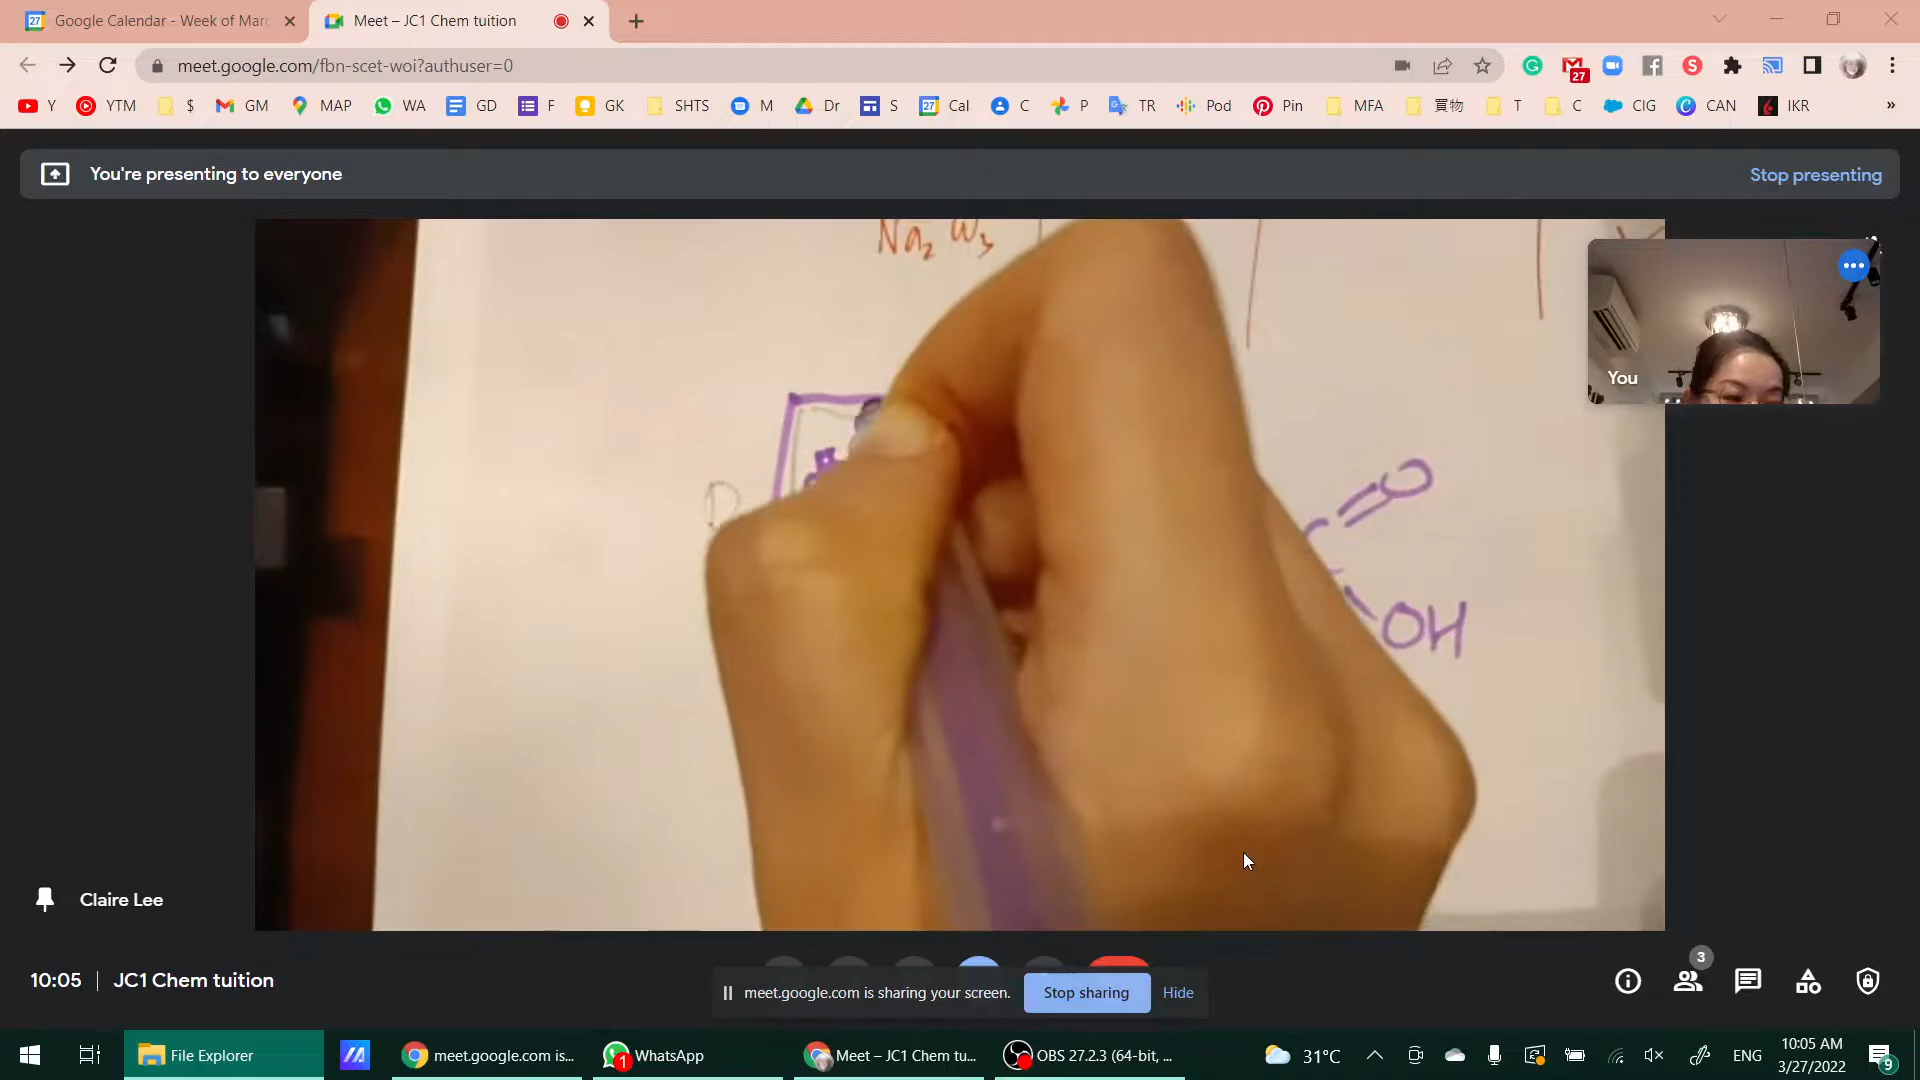 Google Calendar - Week of Marc
Meet – JC1 Chem tuition
meet.google.com/fbn-scet-woi?authuser=0
27
Y YTM $ GM MAP WA GD F GK SHTS M Dr S Cal C P TR Pod Pin MFA 買物 T C CIG CAN IKR »
You're presenting to everyone
Stop presenting
Na2
You
O
OH
Claire Lee
10:05 JC1 Chem tuition
3
meet.google.com is sharing your screen. Stop sharing Hide
File Explorer
meet.google.com is...
1 WhatsApp
Meet – JC1 Chem tu...
OBS 27.2.3 (64-bit, ...
31°C
ENG
10:05 AM
3/27/2022
9